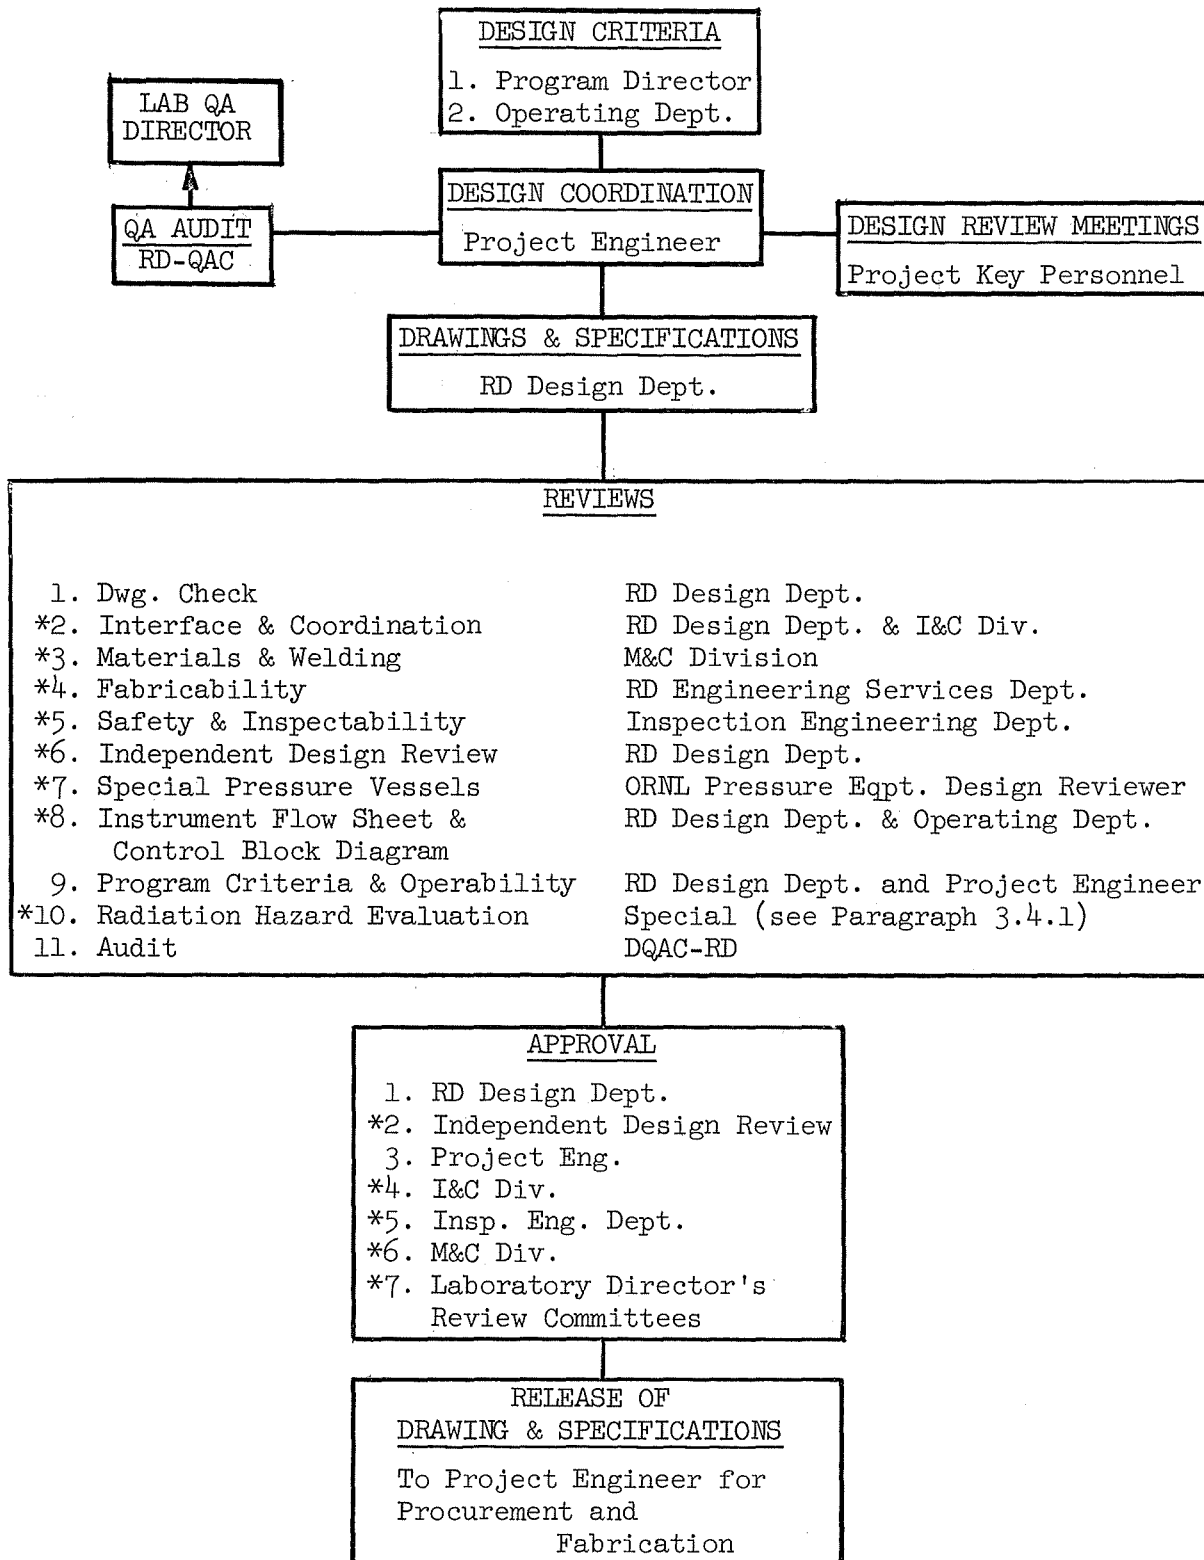 DESIGN CRITERIA
1. Program Director
2. Operating Dept.
LAB QA
DIRECTOR
QA AUDIT
RD-QAC
DESIGN COORDINATION
Project Engineer
DESIGN REVIEW MEETINGS
Project Key Personnel
DRAWINGS & SPECIFICATIONS
RD Design Dept.
REVIEWS
1. Dwg. Check RD Design Dept.
*2. Interface & Coordination RD Design Dept. & I&C Div.
*3. Materials & Welding M&C Division
*4. Fabricability RD Engineering Services Dept.
*5. Safety & Inspectability Inspection Engineering Dept.
*6. Independent Design Review RD Design Dept.
*7. Special Pressure Vessels ORNL Pressure Eqpt. Design Reviewer
*8. Instrument Flow Sheet & RD Design Dept. & Operating Dept.
Control Block Diagram
9. Program Criteria & Operability RD Design Dept. and Project Engineer
*10. Radiation Hazard Evaluation Special (see Paragraph 3.4.1)
11. Audit DQAC-RD
APPROVAL
1. RD Design Dept.
*2. Independent Design Review
3. Project Eng.
*4. I&C Div.
*5. Insp. Eng. Dept.
*6. M&C Div.
*7. Laboratory Director's
Review Committees
RELEASE OF
DRAWING & SPECIFICATIONS
To Project Engineer for
Procurement and
Fabrication